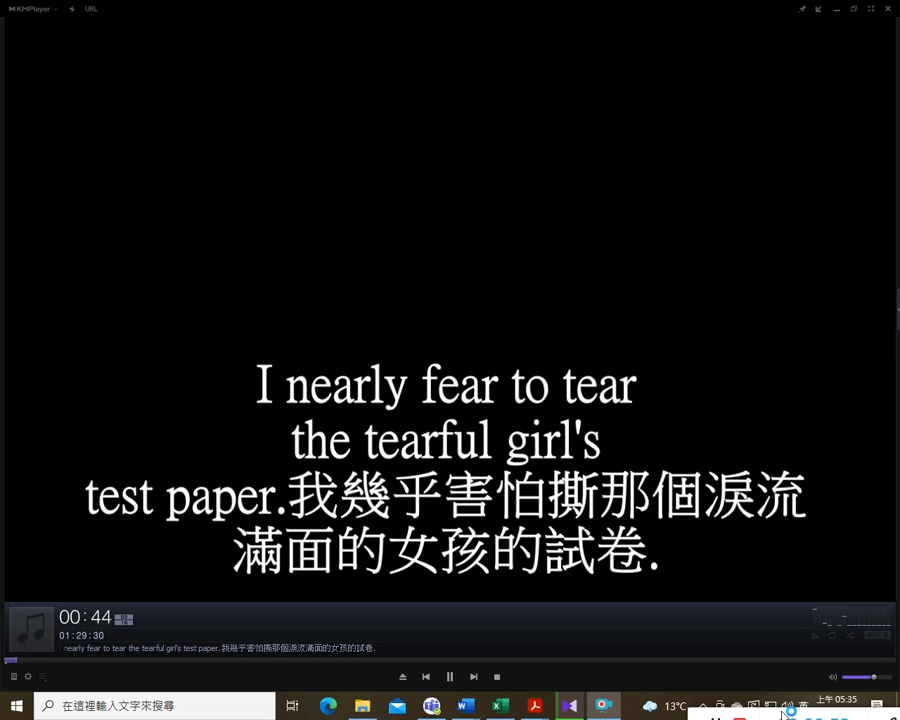 KMPlayer
URL
I nearly fear to tear
the tearful girl's
test paper.我幾乎害怕撕那個淚流
滿面的女孩的試卷.
00:44
01:29:30
nearly fear to tear the tearful girl's test paper.我幾乎害怕撕那個淚流滿面的女孩的試卷.
在這裡輸入文字來搜尋
13°C
英
上午 05:35